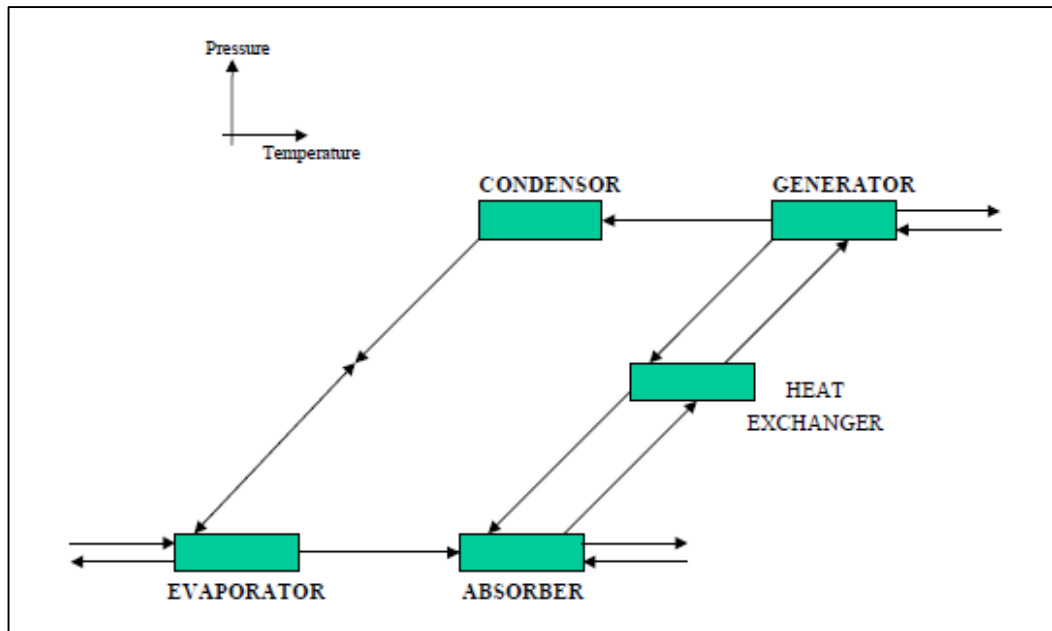 Pressure
Temperature
CONDENSOR
GENERATOR
HEAT
EXCHANGER
EVAPORATOR
ABSORBER